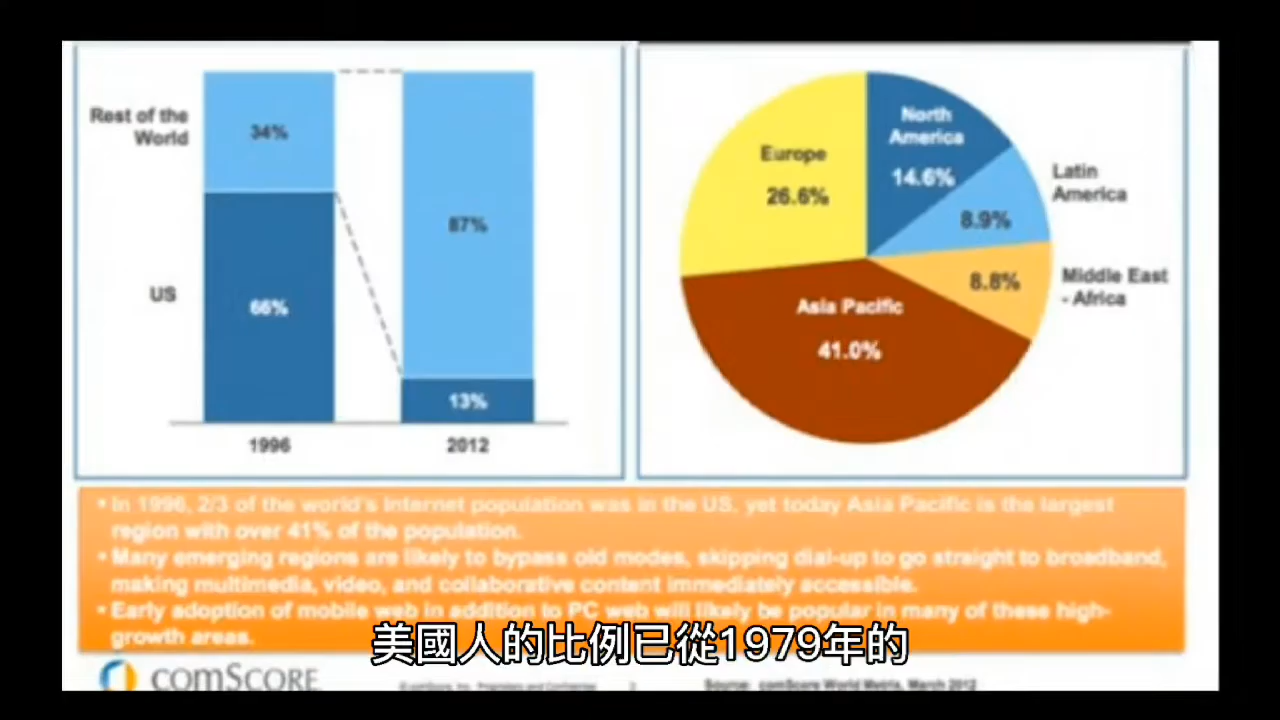 Rest of the
World
34%
87%
US
66%
13%
1996
2012
North
America
14.6%
Europe
26.6%
Latin
America
8.9%
Middle East
- Africa
8.8%
Asia Pacific
41.0%
• In 1996, 2/3 of the world's Internet population was in the US, yet today Asia Pacific is the largest
region with over 41% of the population.
• Many emerging regions are likely to bypass old modes, skipping dial-up to go straight to broadband,
making multimedia, video, and collaborative content immediately accessible.
• Early adoption of mobile web in addition to PC web will likely be popular in many of these high-
growth areas.
美國人的比例已從1979年的
comScore
© comScore, Inc. Proprietary and Confidential
Source: comScore World Metrix, March 2012